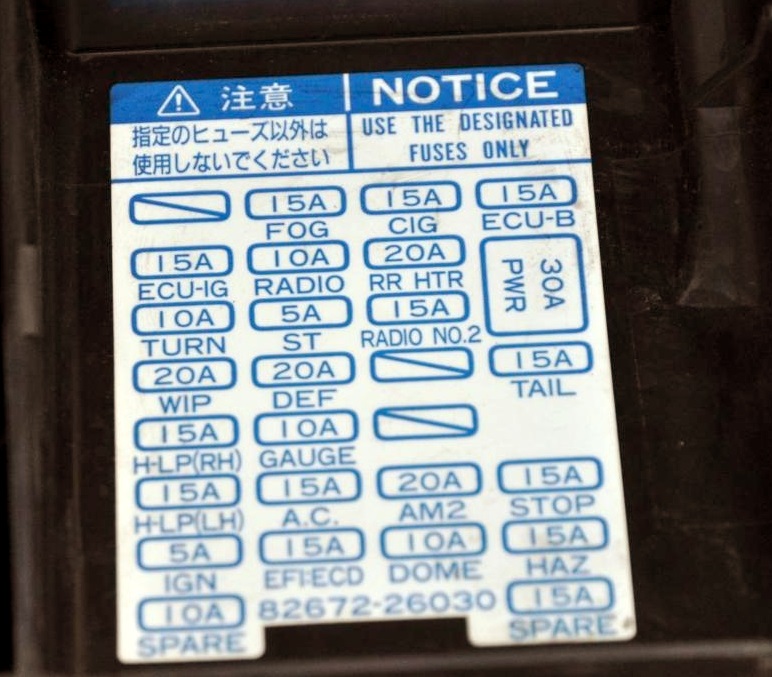 注意 NOTICE
指定のヒューズ以外は
使用しないでください
USE THE DESIGNATED
FUSES ONLY
15A 15A 15A
FOG CIG ECU-B
15A 10A 20A
ECU-IG RADIO RR HTR
30A
PWR
10A 5A 15A
TURN ST RADIO NO.2
20A 20A 15A
WIP DEF TAIL
15A 10A
H-LP(RH) GAUGE
15A 15A 20A 15A
H-LP(LH) A.C. AM2 STOP
5A 15A 10A 15A
IGN EFI·ECD DOME HAZ
10A 82672-26030 15A
SPARE SPARE